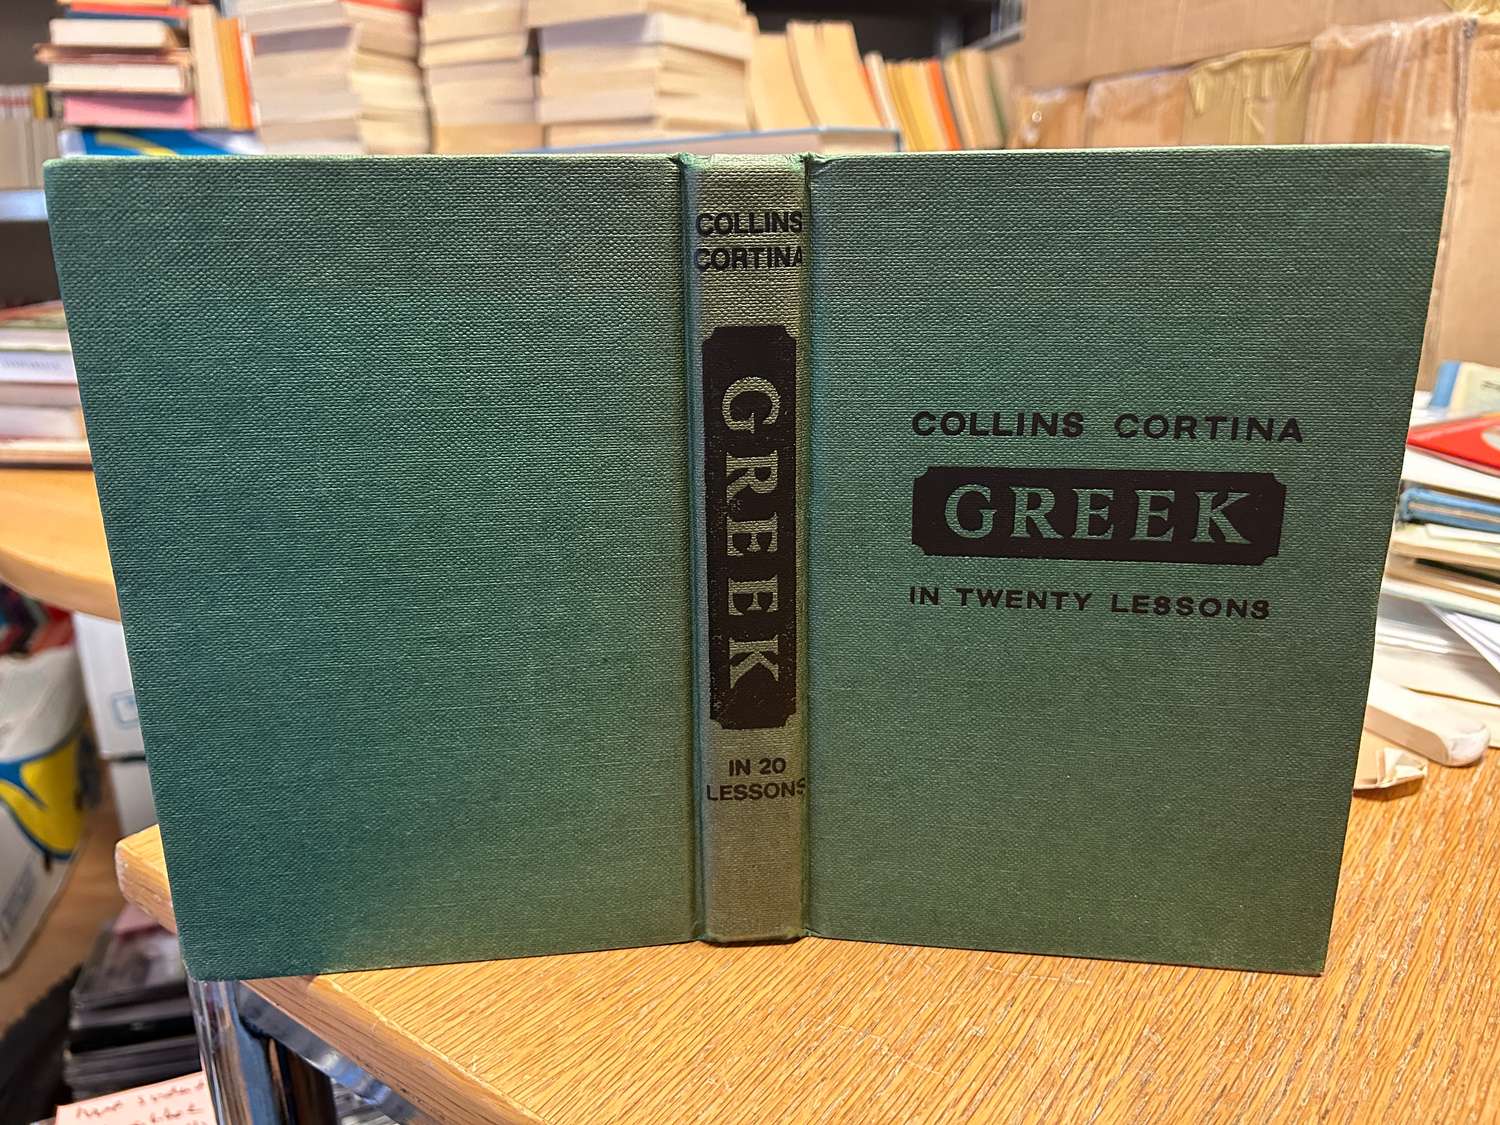 COLLINS
CORTINA
GREEK
IN 20
LESSONS
COLLINS CORTINA
GREEK
IN TWENTY LESSONS